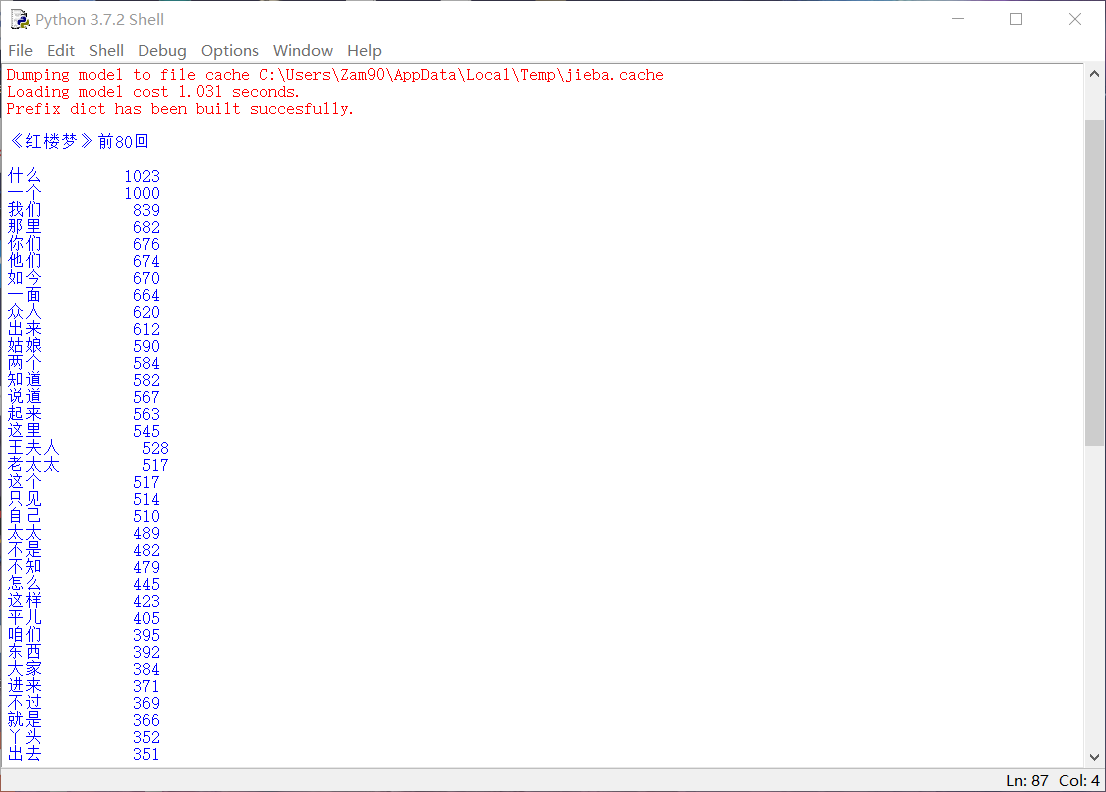 Python 3.7.2 Shell
File Edit Shell Debug Options Window Help
Dumping model to file cache C:\Users\Zam90\AppData\Local\Temp\jieba.cache
Loading model cost 1.031 seconds.
Prefix dict has been built succesfully.
《红楼梦》前80回
什么 1023
一个 1000
我们 839
那里 682
你们 676
他们 674
如今 670
一面 664
众人 620
出来 612
姑娘 590
两个 584
知道 582
说道 567
起来 563
这里 545
王夫人 528
老太太 517
这个 517
只见 514
自己 510
太太 489
不是 482
不知 479
怎么 445
这样 423
平儿 405
咱们 395
东西 392
大家 384
进来 371
不过 369
就是 366
丫头 352
出去 351
Ln: 87 Col: 4